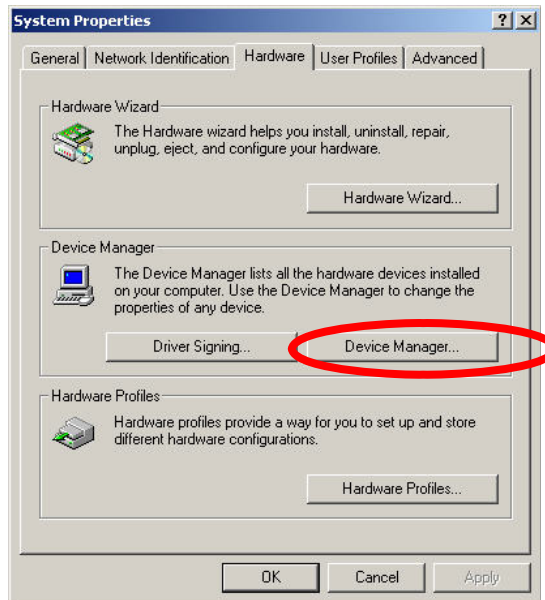 System Properties
General Network Identification Hardware User Profiles Advanced
Hardware Wizard
The Hardware wizard helps you install, uninstall, repair,
unplug, eject, and configure your hardware.
Hardware Wizard...
Device Manager
The Device Manager lists all the hardware devices installed
on your computer. Use the Device Manager to change the
properties of any device.
Driver Signing... Device Manager...
Hardware Profiles
Hardware profiles provide a way for you to set up and store
different hardware configurations.
Hardware Profiles...
OK Cancel Apply